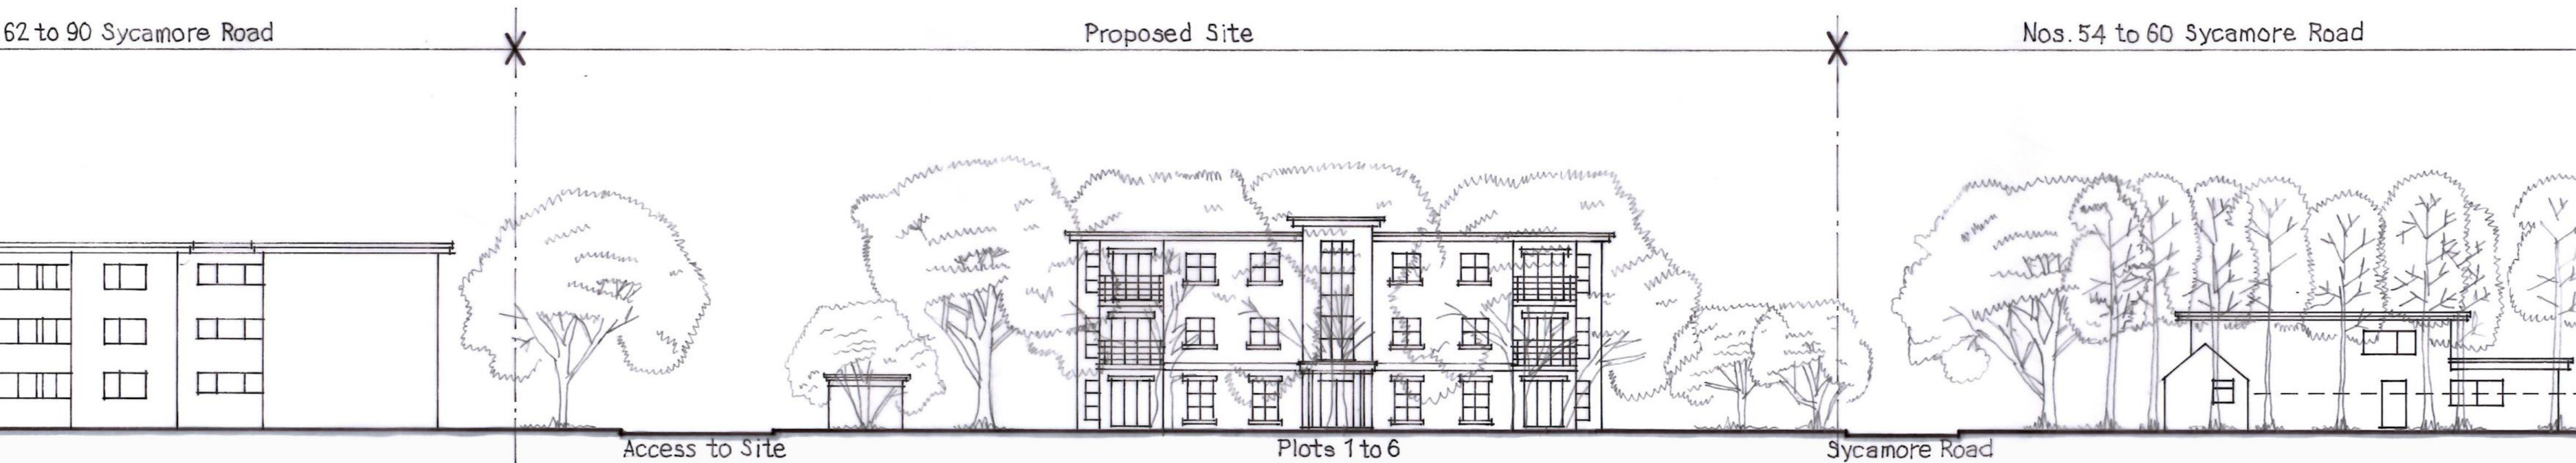 62 to 90 Sycamore Road
Proposed Site
Nos. 54 to 60 Sycamore Road
Access to Site
Plots 1 to 6
Sycamore Road